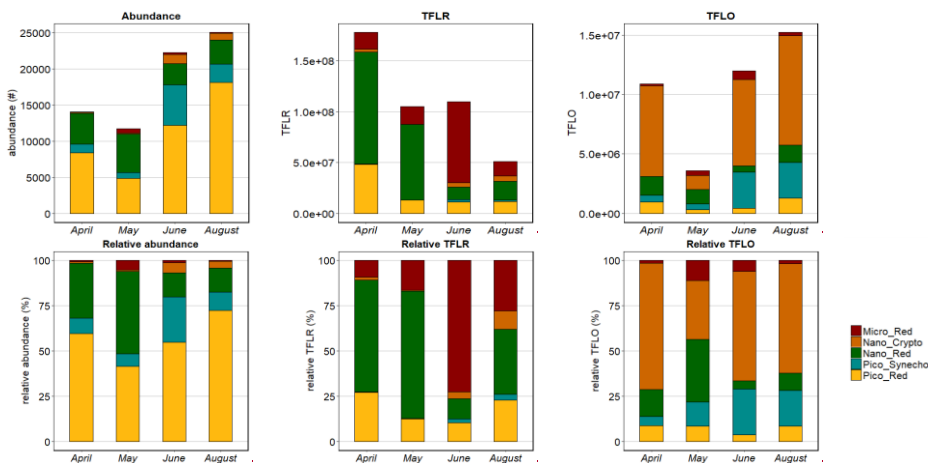 Abundance
TFLR
TFLO
25000
20000
15000
10000
5000
0
abundance (#)
April May June August
1.5e+08
1.0e+08
5.0e+07
0.0e+00
TFLR
April May June August
1.5e+07
1.0e+07
5.0e+06
0.0e+00
TFLO
April May June August
Relative abundance
Relative TFLR
Relative TFLO
100
75
50
25
0
relative abundance (%)
April May June August
100
75
50
25
0
relative TFLR (%)
April May June August
100
75
50
25
0
relative TFLO (%)
April May June August
Micro_Red
Nano_Crypto
Nano_Red
Pico_Synecho
Pico_Red